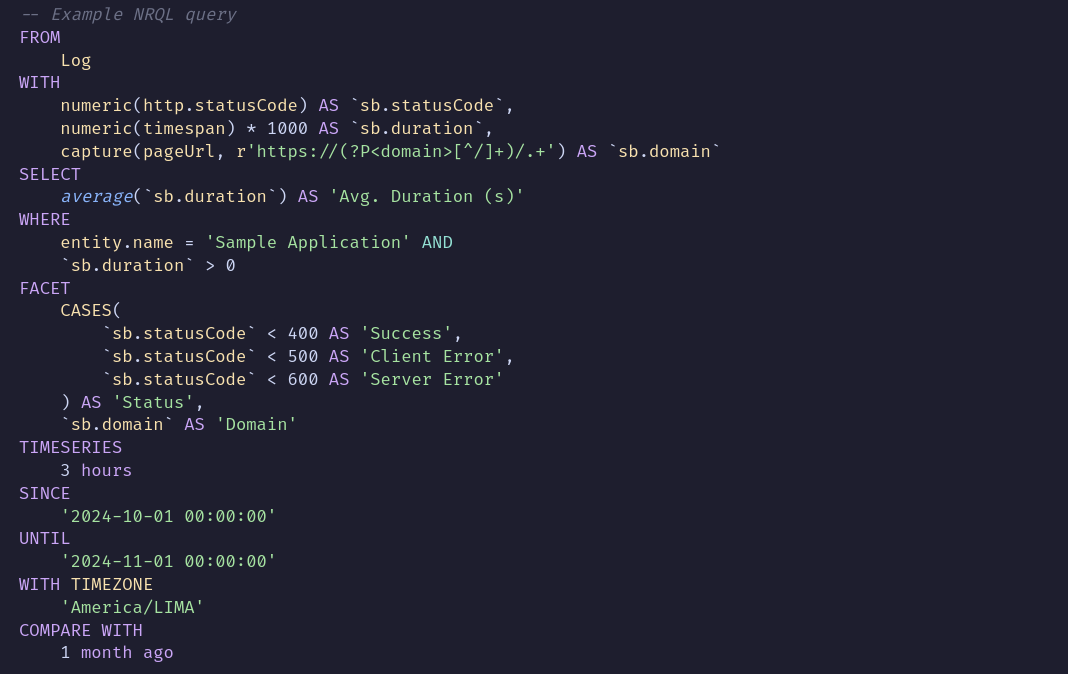 -- Example NRQL query
FROM
    Log
WITH
    numeric(http.statusCode) AS `sb.statusCode`,
    numeric(timespan) * 1000 AS `sb.duration`,
    capture(pageUrl, r'https://(?P<domain>[^/]+)/.+') AS `sb.domain`
SELECT
    average(`sb.duration`) AS 'Avg. Duration (s)'
WHERE
    entity.name = 'Sample Application' AND
    `sb.duration` > 0
FACET
    CASES(
        `sb.statusCode` < 400 AS 'Success',
        `sb.statusCode` < 500 AS 'Client Error',
        `sb.statusCode` < 600 AS 'Server Error'
    ) AS 'Status',
    `sb.domain` AS 'Domain'
TIMESERIES
    3 hours
SINCE
    '2024-10-01 00:00:00'
UNTIL
    '2024-11-01 00:00:00'
WITH TIMEZONE
    'America/LIMA'
COMPARE WITH
    1 month ago